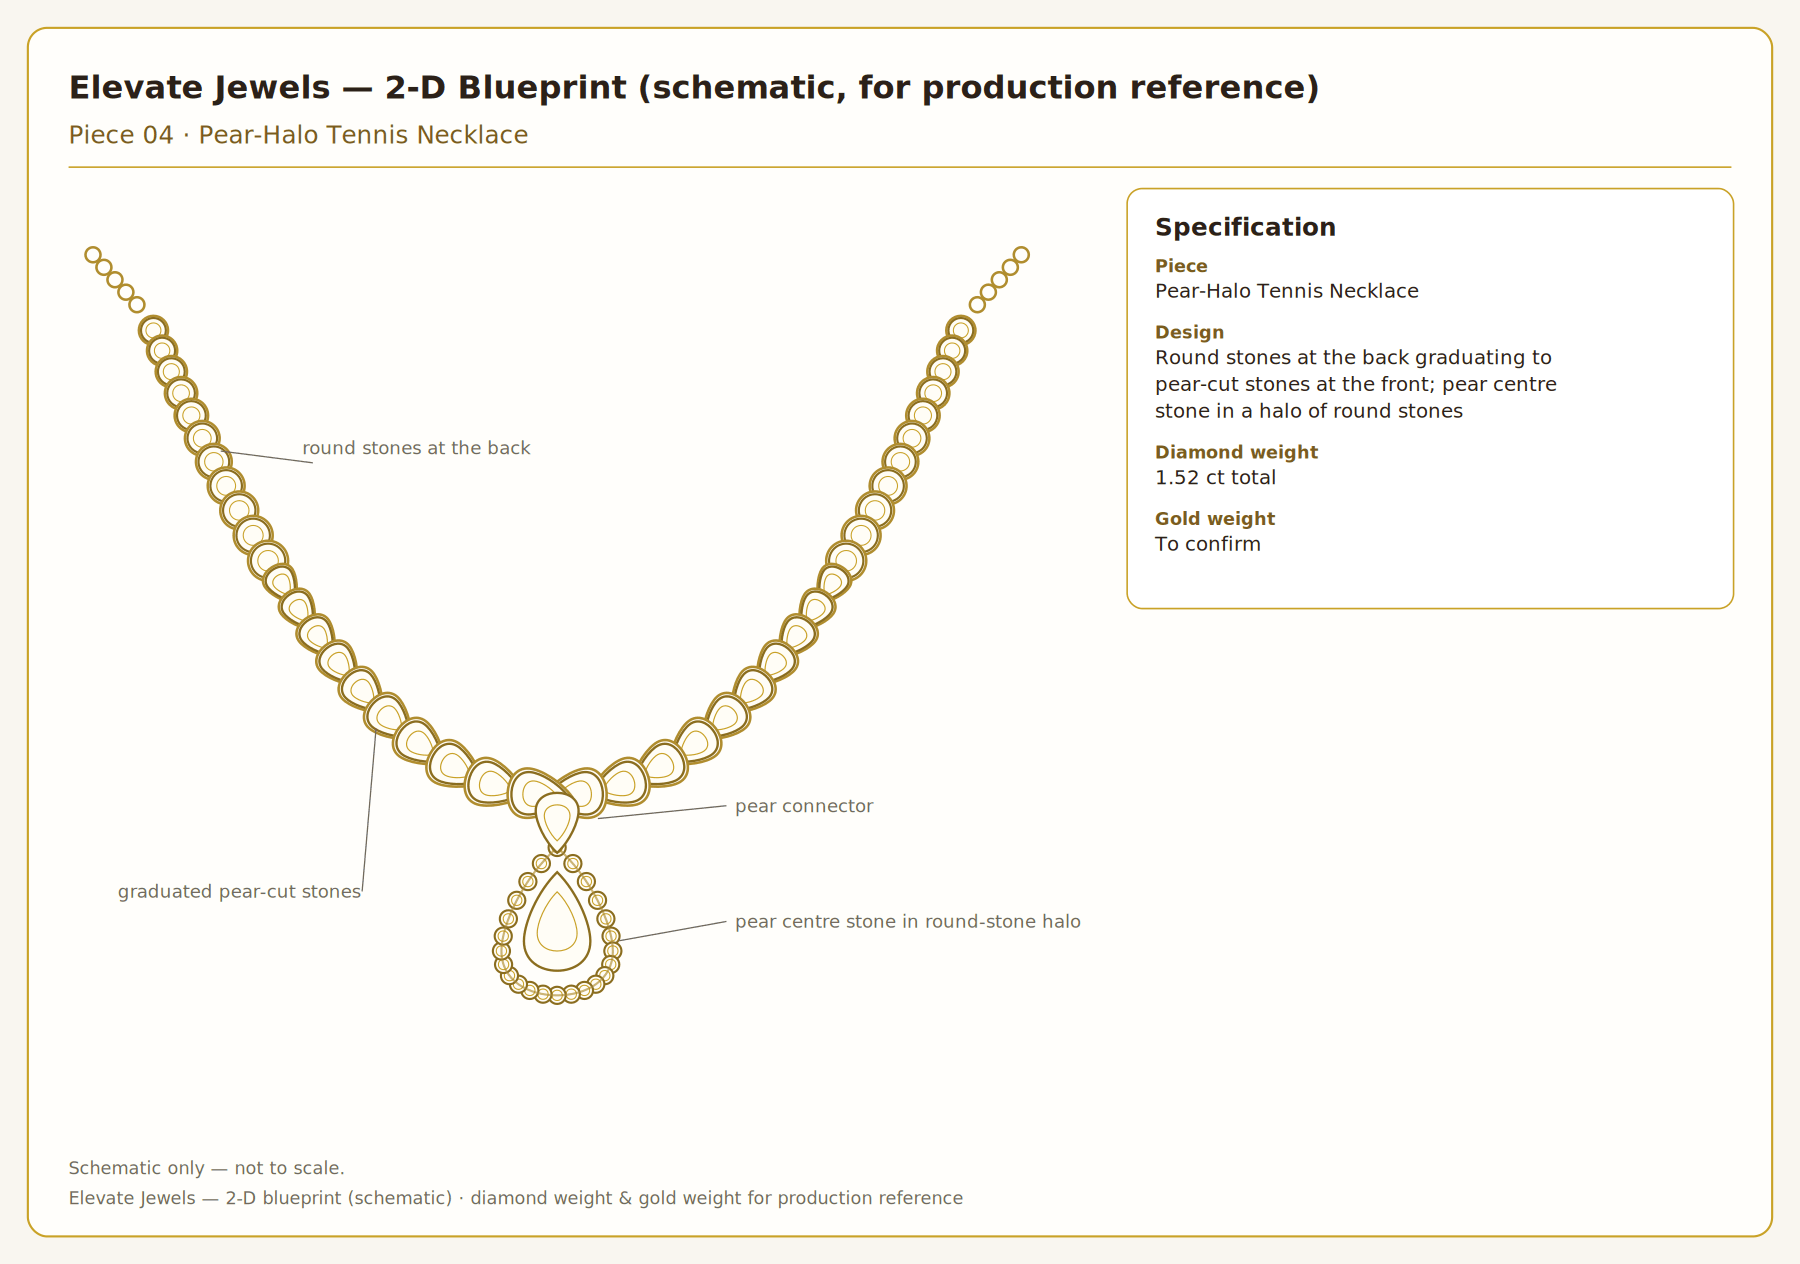 Elevate Jewels — 2-D Blueprint (schematic, for production reference)
Piece 04 · Pear-Halo Tennis Necklace
Specification
Piece
Pear-Halo Tennis Necklace
Design
Round stones at the back graduating to
pear-cut stones at the front; pear centre
stone in a halo of round stones
Diamond weight
1.52 ct total
Gold weight
To confirm
round stones at the back
pear connector
graduated pear-cut stones
pear centre stone in round-stone halo
Schematic only — not to scale.
Elevate Jewels — 2-D blueprint (schematic) · diamond weight & gold weight for production reference